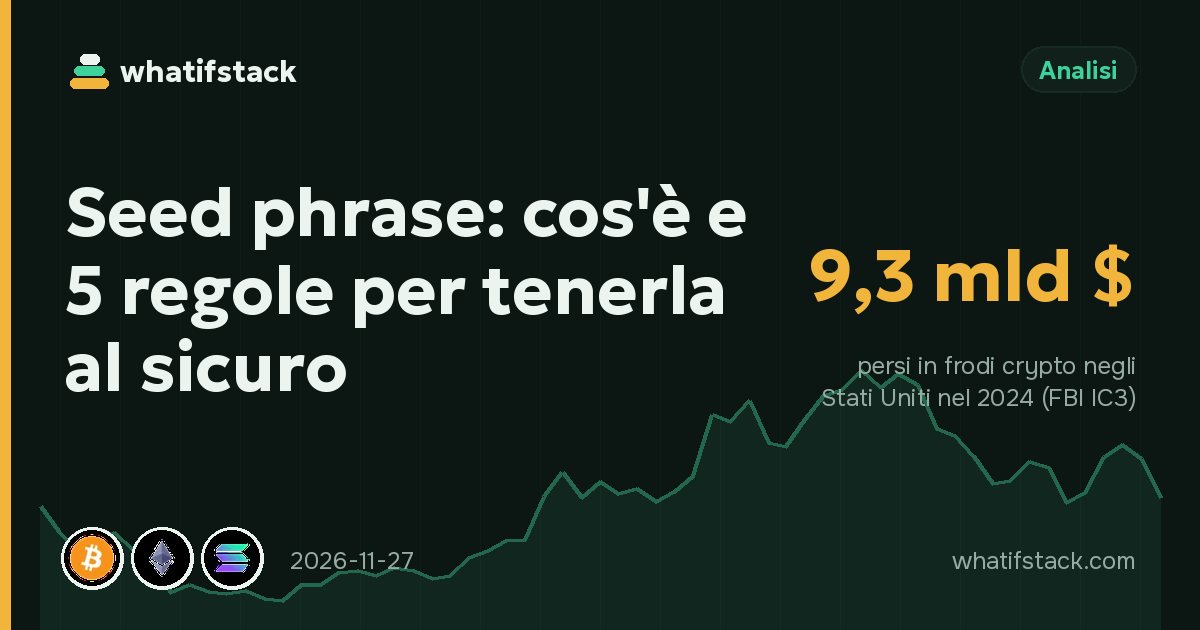 whatifstack
Analisi
Seed phrase: cos'è e
5 regole per tenerla
al sicuro
9,3 mld $
persi in frodi crypto negli
Stati Uniti nel 2024 (FBI IC3)
2026-11-27
whatifstack.com